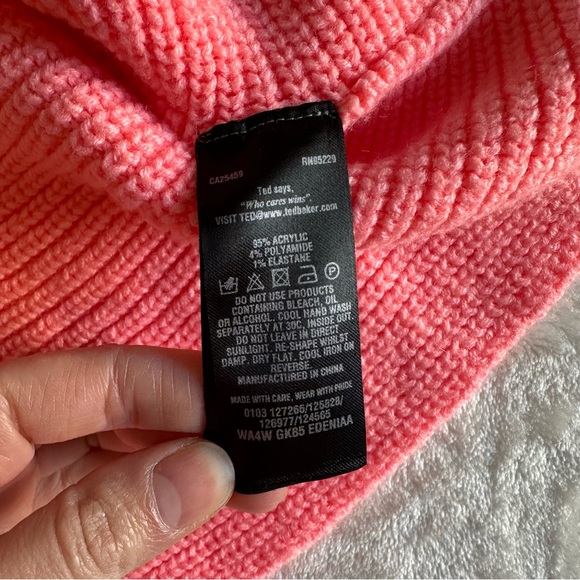 CA25459 RN85229
Ted says,
"Who cares wins".
VISIT TED@www.tedbaker.com
95% ACRYLIC
4% POLYAMIDE
1% ELASTANE
P
DO NOT USE PRODUCTS
CONTAINING BLEACH, OIL
OR ALCOHOL. COOL HAND WASH
SEPARATELY AT 30C, INSIDE OUT.
DO NOT LEAVE IN DIRECT
SUNLIGHT. RE-SHAPE WHILST
DAMP. DRY FLAT. COOL IRON ON
REVERSE.
MANUFACTURED IN CHINA
MADE WITH CARE, WEAR WITH PRIDE
0103 127265/126828/
126977/124565
WA4W GK85 EDENIAA